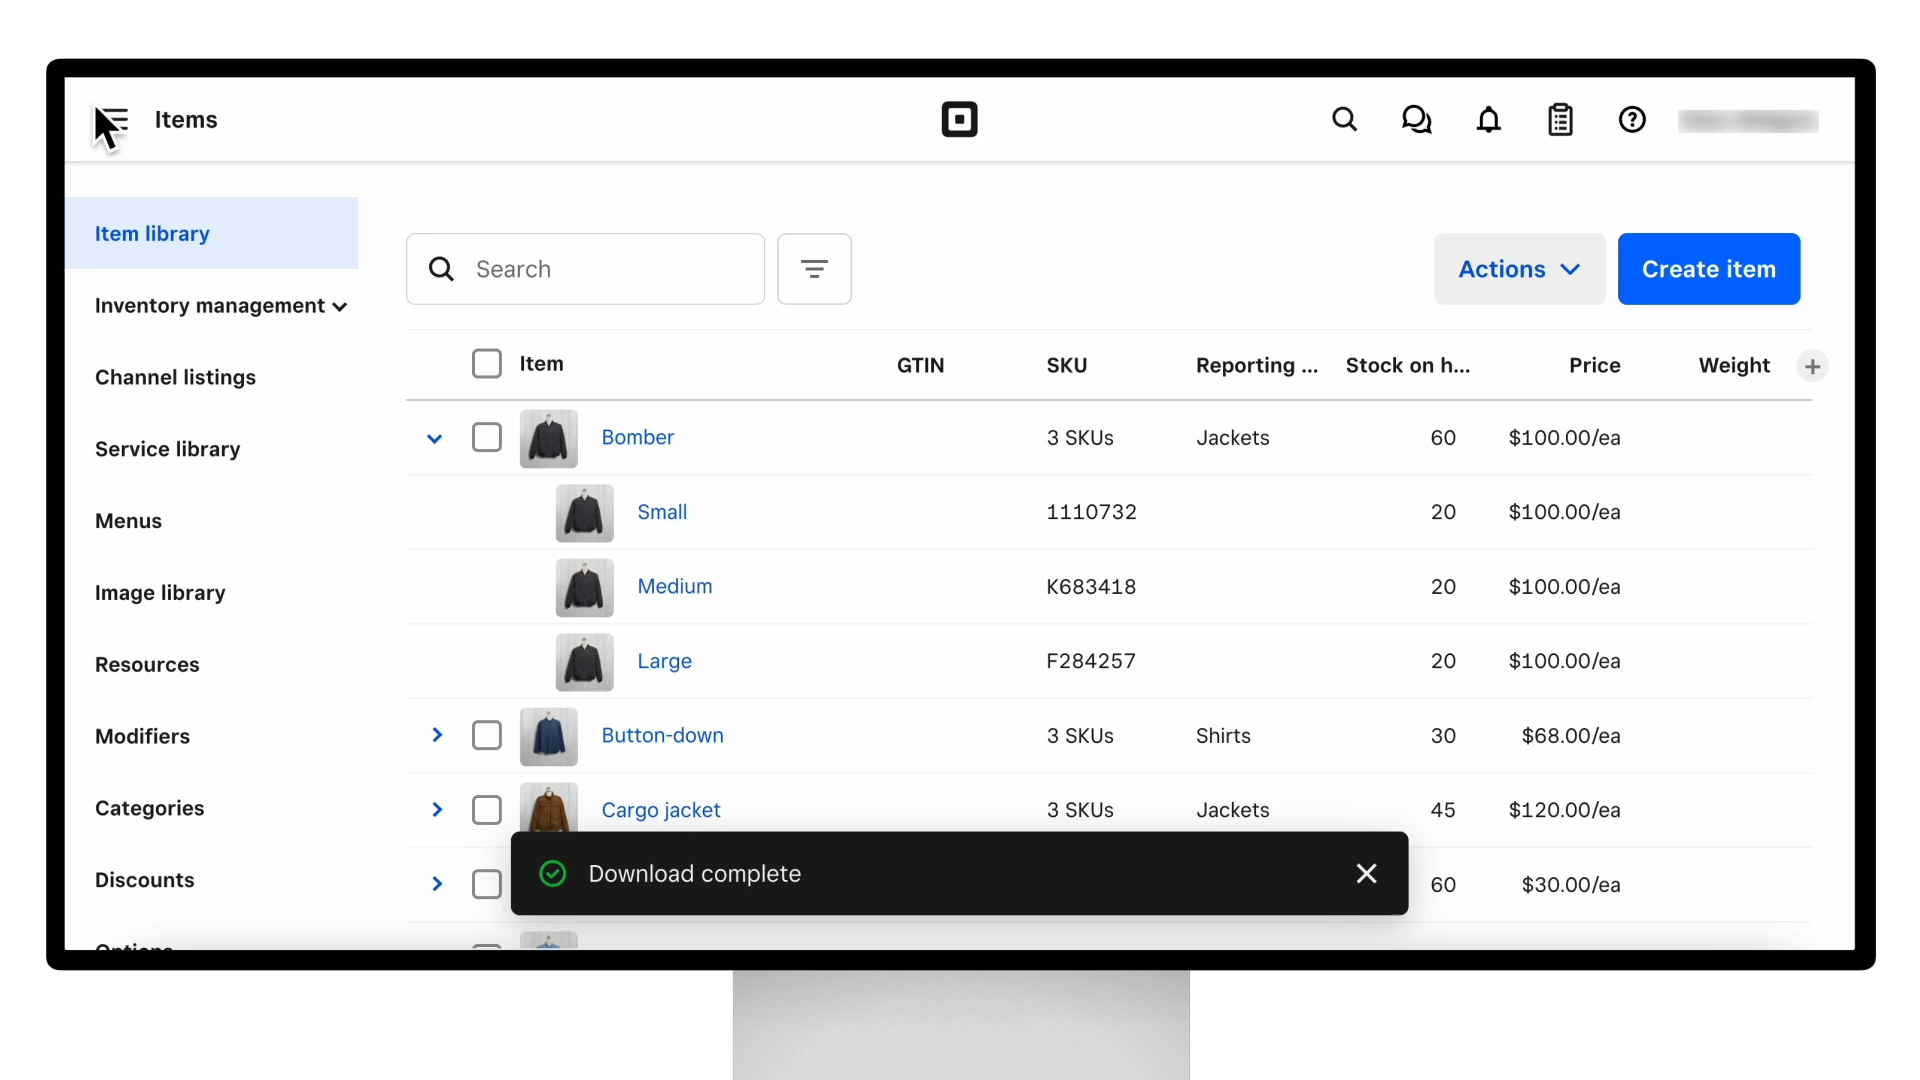 Items
Item library
Inventory management
Channel listings
Service library
Menus
Image library
Resources
Modifiers
Categories
Discounts
Options
Search
Actions
Create item
Item GTIN SKU Reporting ... Stock on h... Price Weight
Bomber 3 SKUs Jackets 60 $100.00/ea
Small 1110732 20 $100.00/ea
Medium K683418 20 $100.00/ea
Large F284257 20 $100.00/ea
Button-down 3 SKUs Shirts 30 $68.00/ea
Cargo jacket 3 SKUs Jackets 45 $120.00/ea
60 $30.00/ea
Download complete